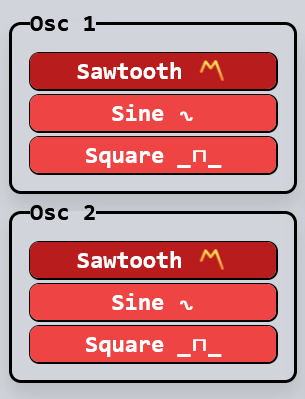 Osc 1
Sawtooth 〽️
Sine ∿
Square _⊓_
Osc 2
Sawtooth 〽️
Sine ∿
Square _⊓_